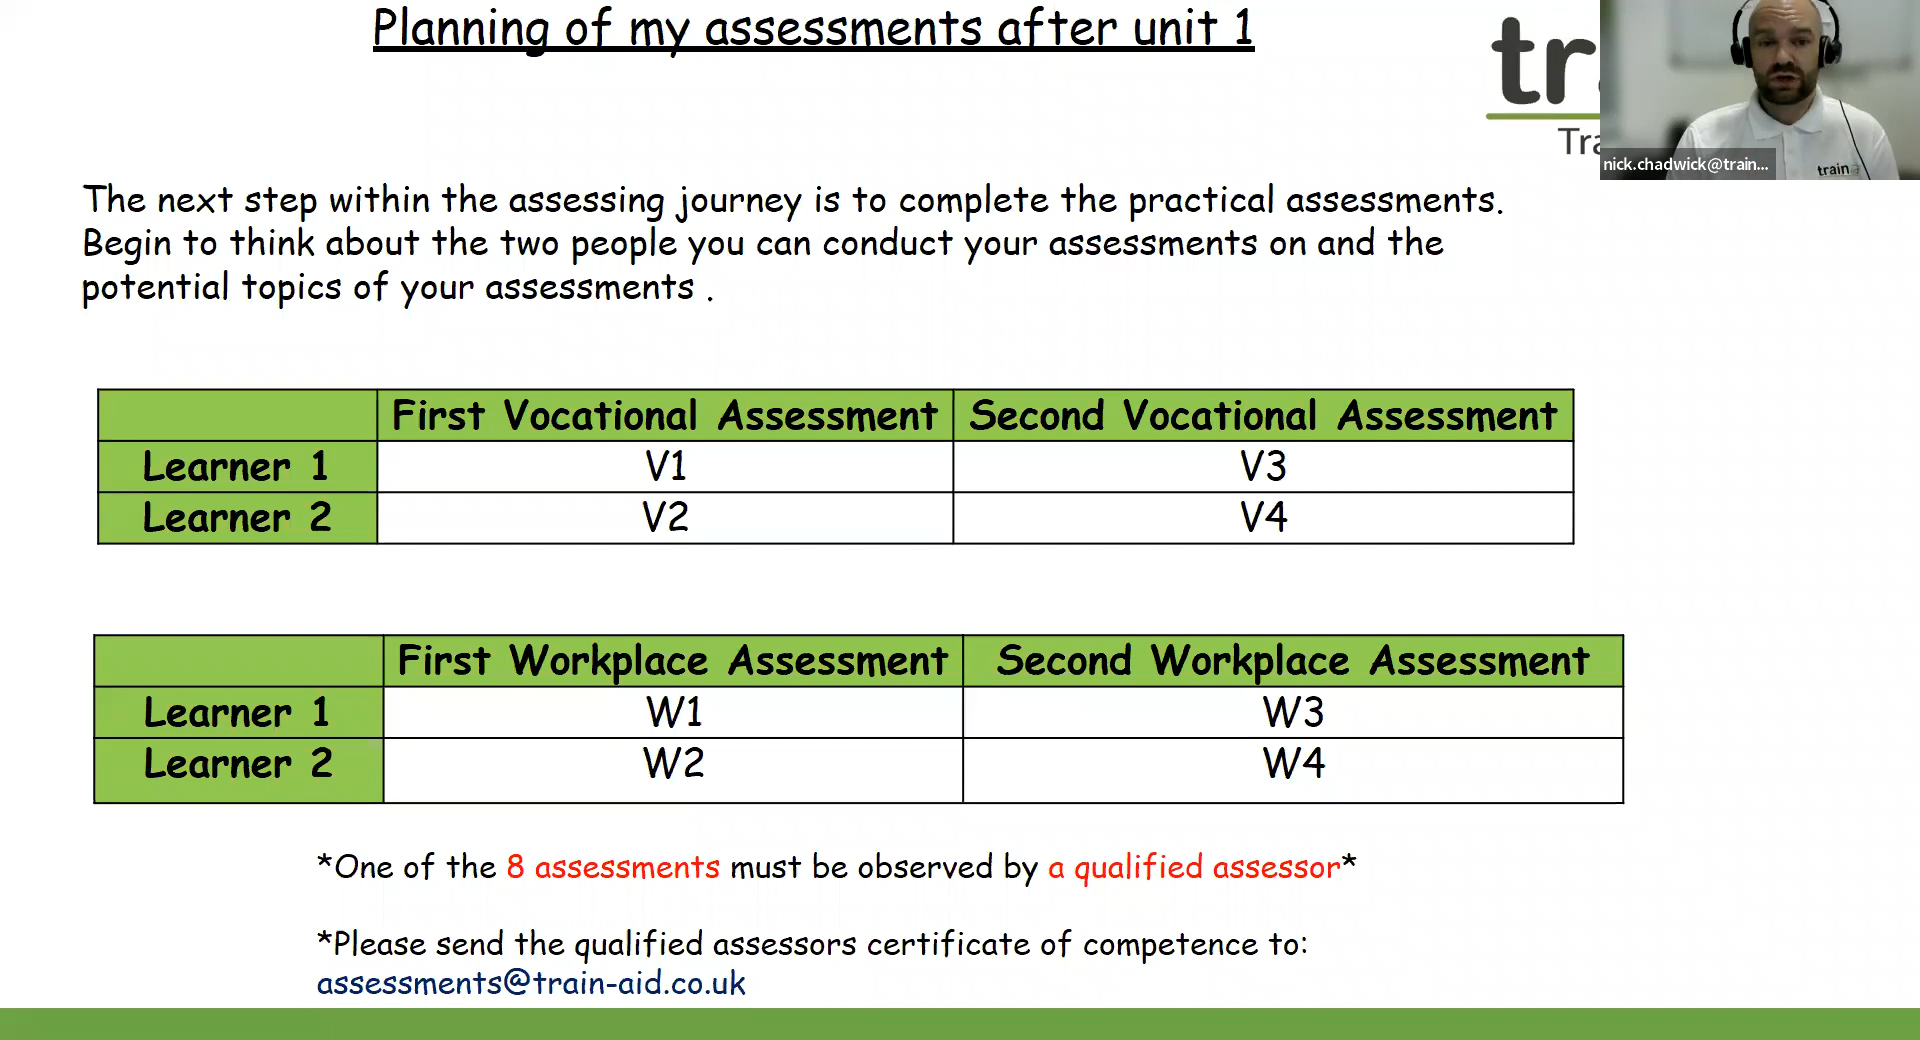 Planning of my assessments after unit 1
nick.chadwick@train...
train
The next step within the assessing journey is to complete the practical assessments.
Begin to think about the two people you can conduct your assessments on and the
potential topics of your assessments .
First Vocational Assessment Second Vocational Assessment
Learner 1 V1 V3
Learner 2 V2 V4
First Workplace Assessment Second Workplace Assessment
Learner 1 W1 W3
Learner 2 W2 W4
*One of the 8 assessments must be observed by a qualified assessor*
*Please send the qualified assessors certificate of competence to:
assessments@train-aid.co.uk